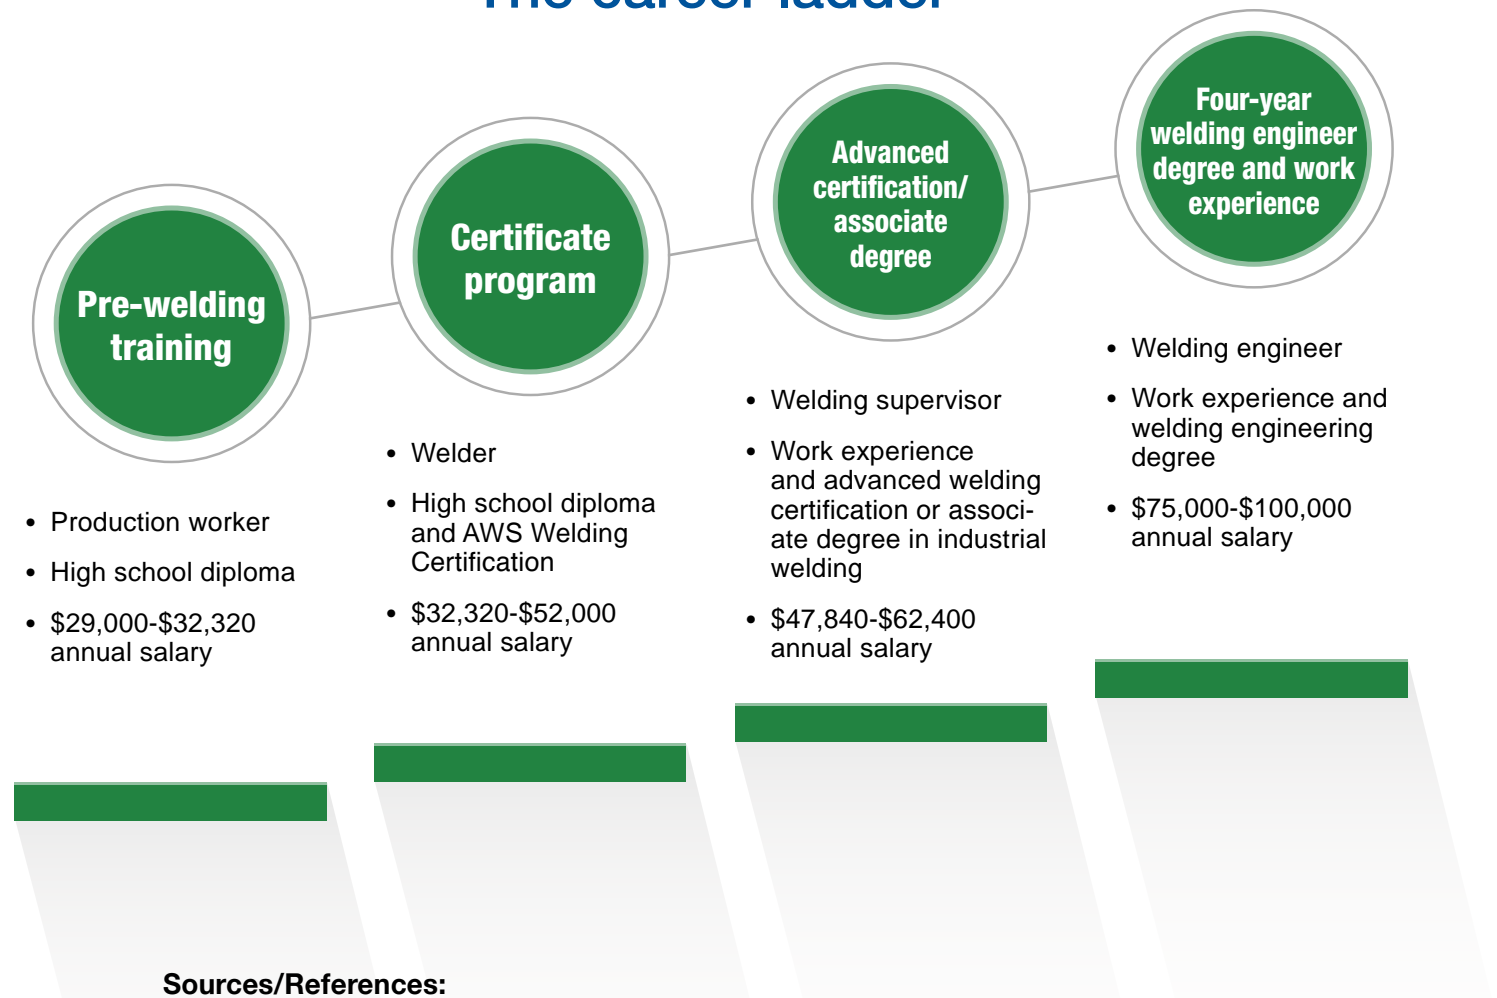 The career ladder
Four-year
welding engineer
degree and work
experience
Advanced
certification/
associate
degree
Certificate
program
Pre-welding
training
• Welding engineer
• Work experience and
welding engineering
degree
• $75,000-$100,000
annual salary
• Welding supervisor
• Work experience
and advanced welding
certification or associ-
ate degree in industrial
welding
• $47,840-$62,400
annual salary
• Welder
• High school diploma
and AWS Welding
Certification
• $32,320-$52,000
annual salary
• Production worker
• High school diploma
• $29,000-$32,320
annual salary
Sources/References: